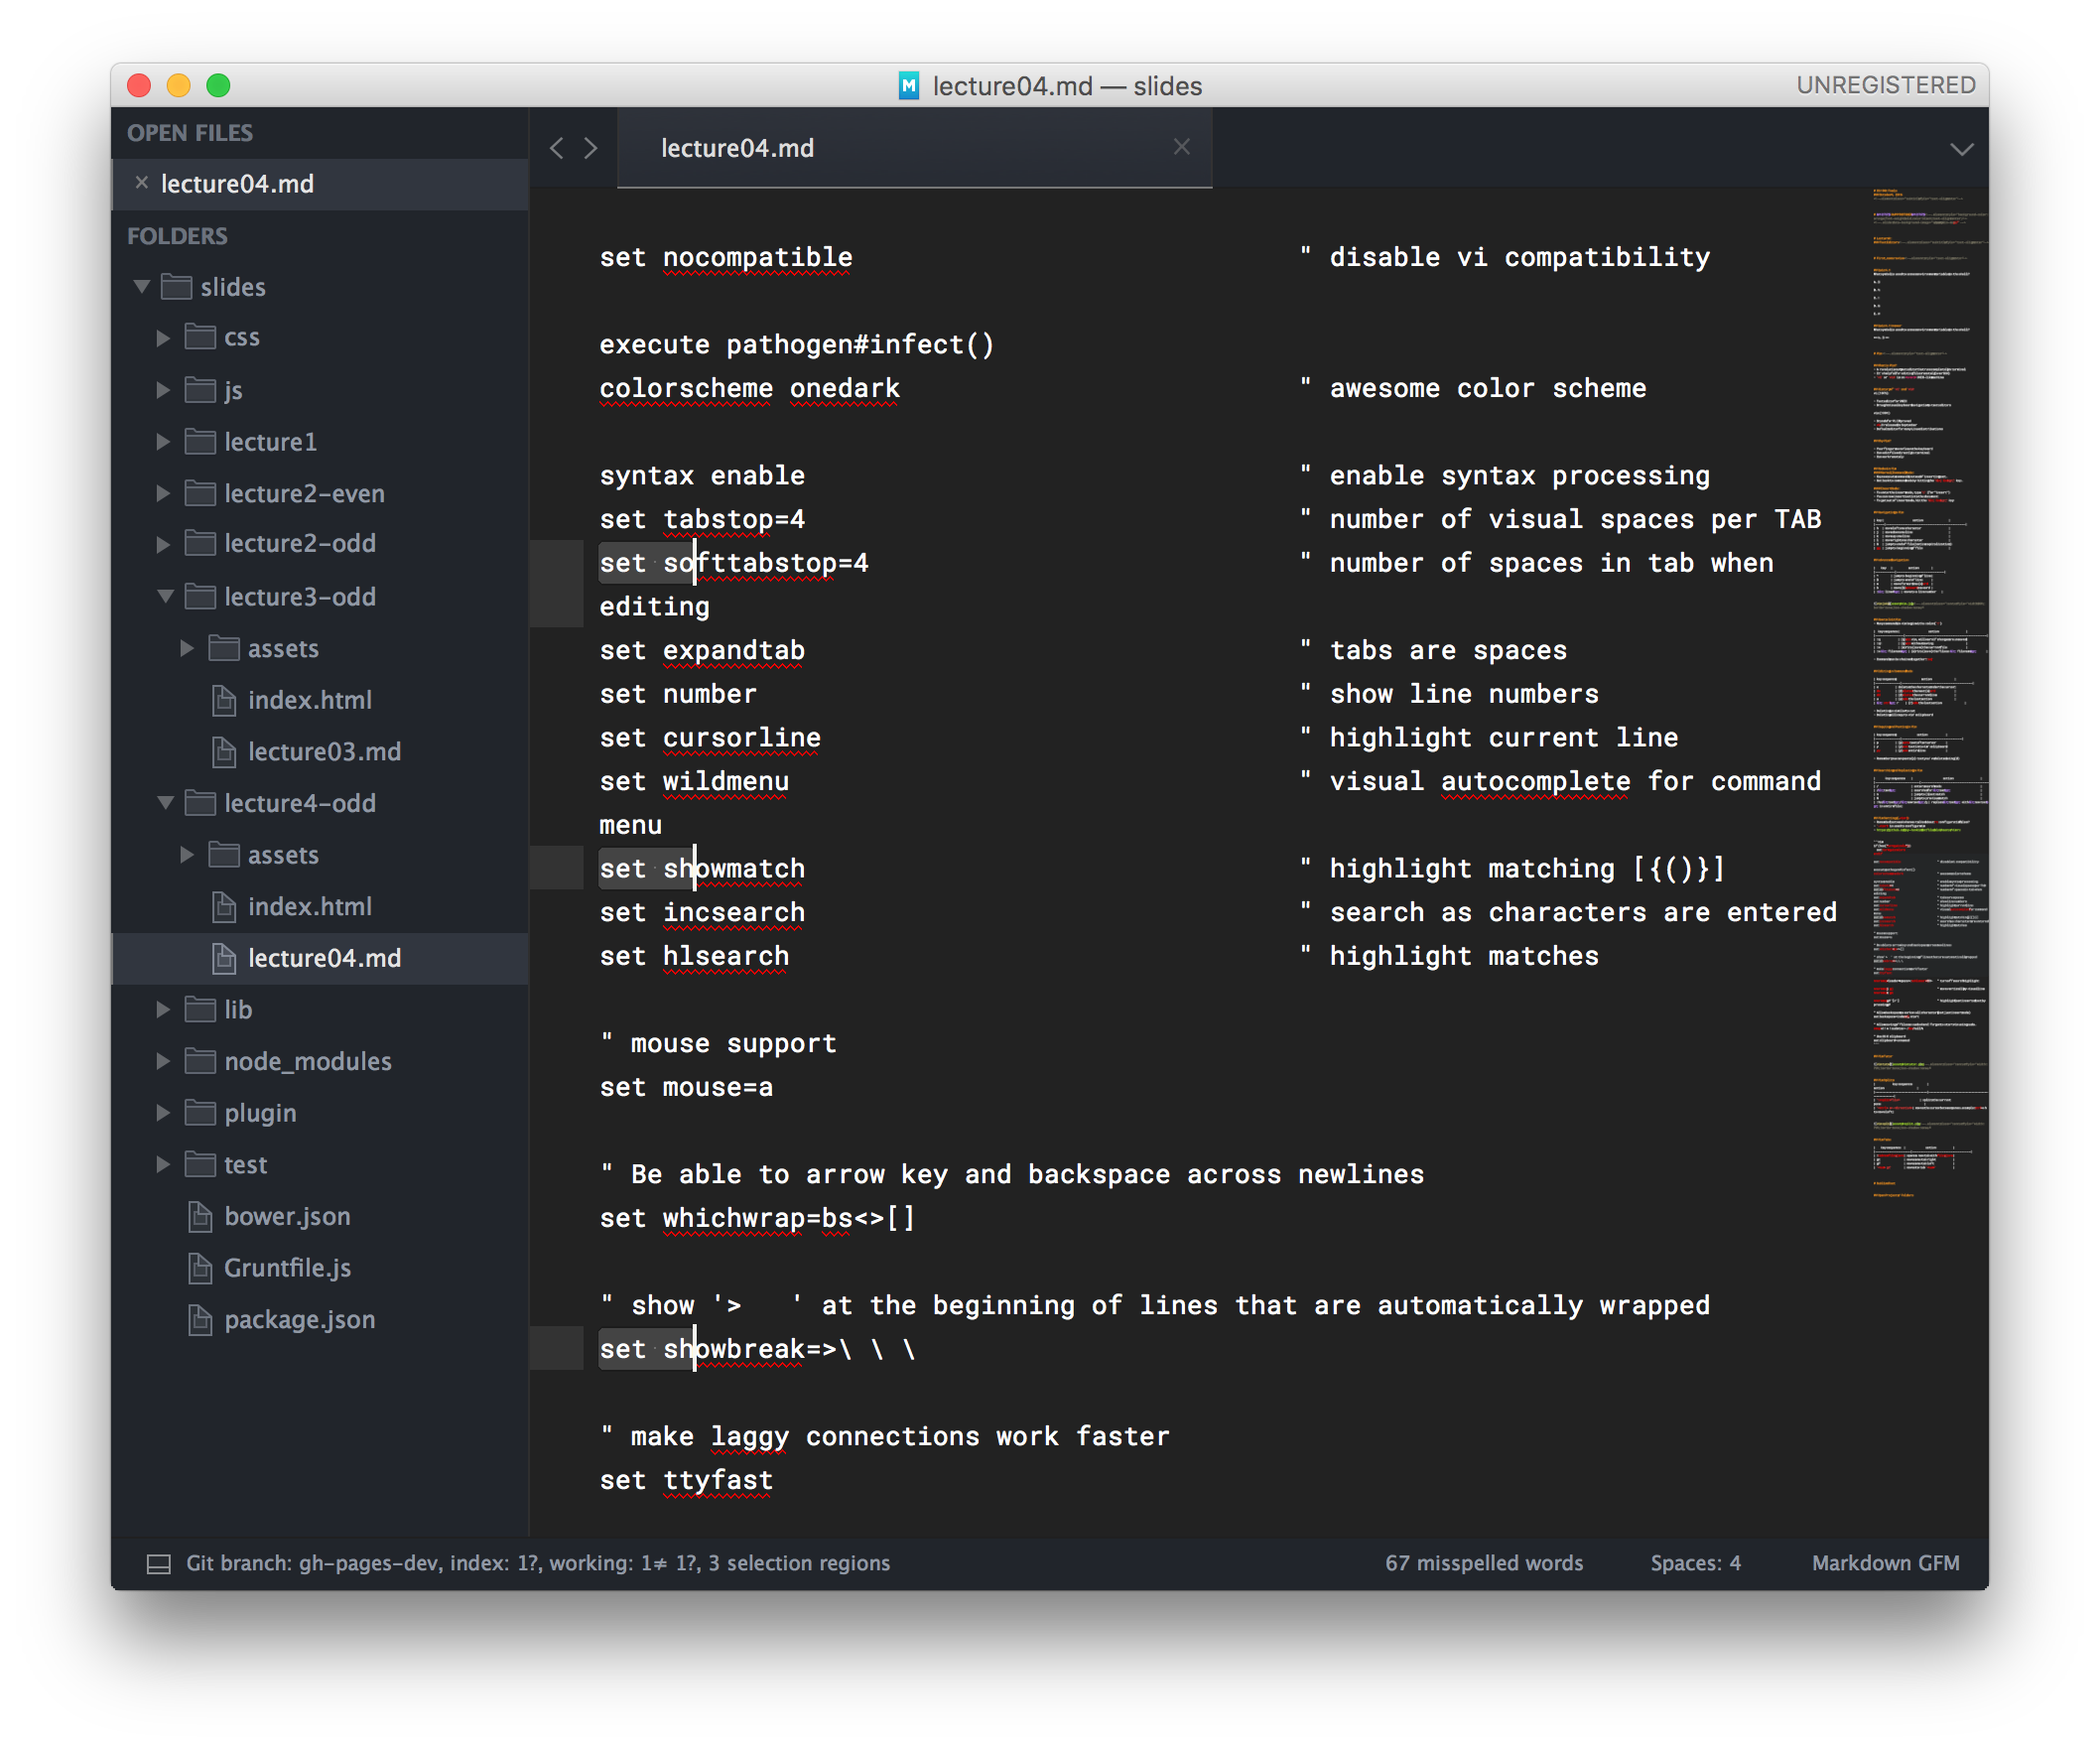 lecture04.md — slides
UNREGISTERED
OPEN FILES
lecture04.md
FOLDERS
slides
css
js
lecture1
lecture2-even
lecture2-odd
lecture3-odd
assets
index.html
lecture03.md
lecture4-odd
assets
index.html
lecture04.md
lib
node_modules
plugin
test
bower.json
Gruntfile.js
package.json
lecture04.md
set nocompatible " disable vi compatibility
execute pathogen#infect()
colorscheme onedark " awesome color scheme
syntax enable " enable syntax processing
set tabstop=4 " number of visual spaces per TAB
set softtabstop=4 " number of spaces in tab when
editing
set expandtab " tabs are spaces
set number " show line numbers
set cursorline " highlight current line
set wildmenu " visual autocomplete for command
menu
set showmatch " highlight matching [{()}]
set incsearch " search as characters are entered
set hlsearch " highlight matches
" mouse support
set mouse=a
" Be able to arrow key and backspace across newlines
set whichwrap=bs<>[]
" show '>   ' at the beginning of lines that are automatically wrapped
set showbreak=>\ \ \
" make laggy connections work faster
set ttyfast
Git branch: gh-pages-dev, index: 1?, working: 1≠ 1?, 3 selection regions
67 misspelled words
Spaces: 4
Markdown GFM